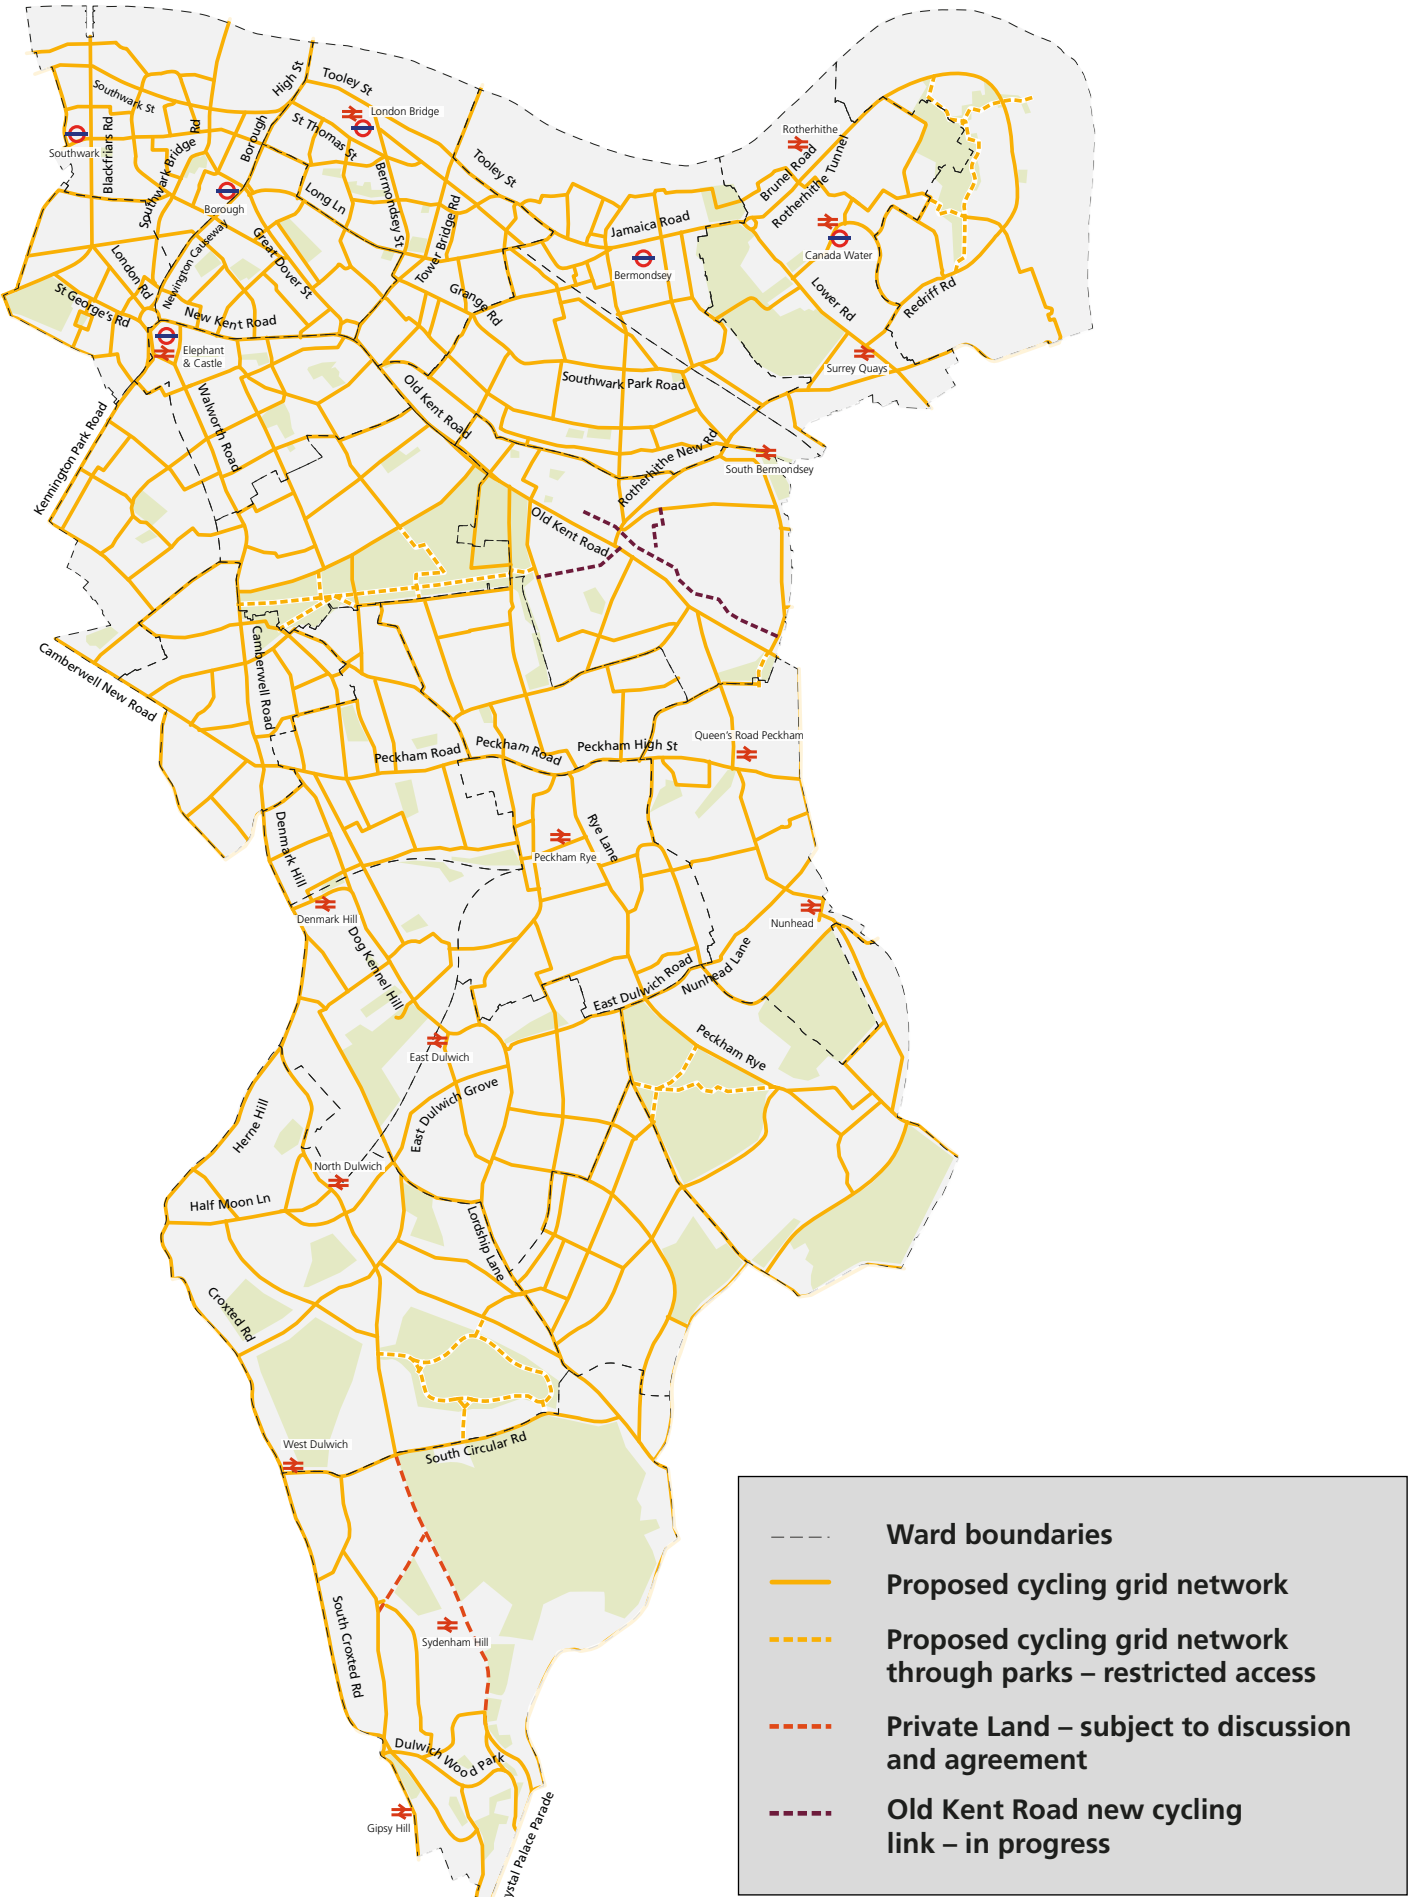 High St
Tooley St
Southwark St
London Bridge
Southwark
Blackfriars Rd
Southwark Bridge
Rd
Borough
St Thomas St
Rotherhithe
Brunel Road
Rotherhithe Tunnel
Tooley St
Bermondsey St
Long Ln
Borough
Tower Bridge Rd
Jamaica Road
Canada Water
Bermondsey
London Rd
Newington Causeway
Great Dover St
Grange Rd
Lower Rd
Redriff Rd
St George's Rd
New Kent Road
Elephant
& Castle
Surrey Quays
Southwark Park Road
Old Kent Road
Walworth Road
Kennington Park Road
Rotherhithe New Rd
South Bermondsey
Old Kent Road
Camberwell New Road
Camberwell Road
Peckham Road
Peckham Road
Peckham High St
Queen's Road Peckham
Denmark Hill
Rye Lane
Peckham Rye
Denmark Hill
Nunhead
Dog Kennel Hill
East Dulwich Road
Nunhead Lane
East Dulwich
Peckham Rye
East Dulwich Grove
Herne Hill
North Dulwich
Half Moon Ln
Lordship Lane
Croxted Rd
West Dulwich
South Circular Rd
South Croxted Rd
Sydenham Hill
Dulwich Wood Park
Gipsy Hill
ystal Palace Parade
Ward boundaries
Proposed cycling grid network
Proposed cycling grid network
through parks – restricted access
Private Land – subject to discussion
and agreement
Old Kent Road new cycling
link – in progress